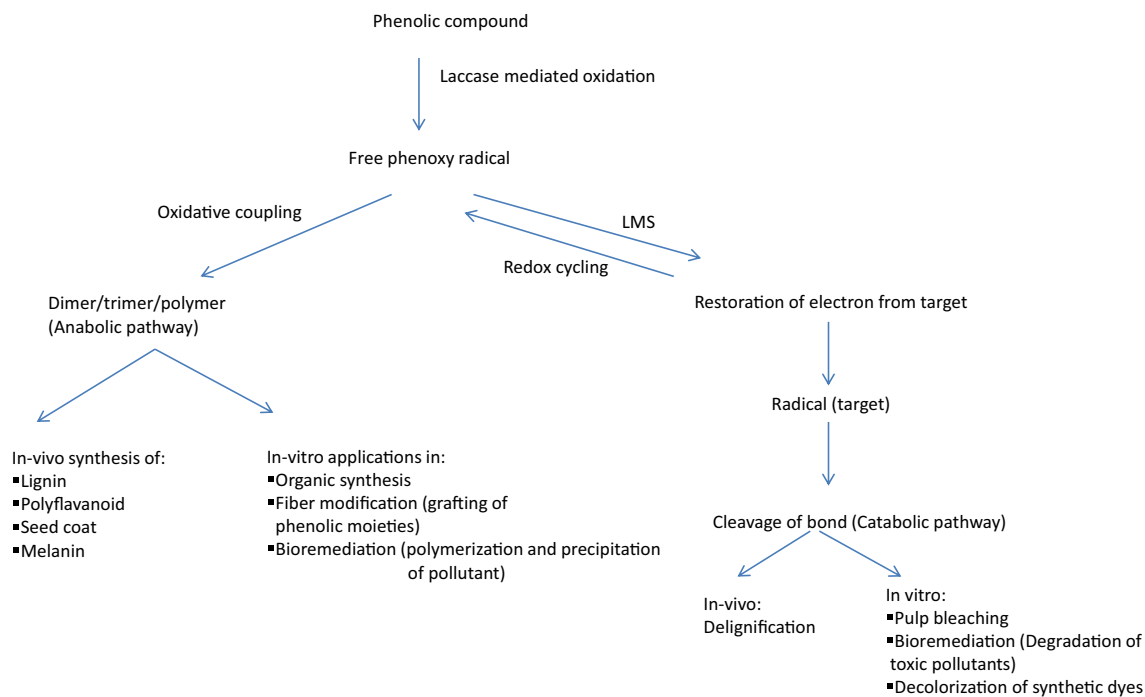 Phenolic compound
Laccase mediated oxidation
Free phenoxy radical
Oxidative coupling
LMS
Redox cycling
Dimer/trimer/polymer
(Anabolic pathway)
Restoration of electron from target
Radical (target)
In-vivo synthesis of:
▪Lignin
▪Polyflavanoid
▪Seed coat
▪Melanin
In-vitro applications in:
▪Organic synthesis
▪Fiber modification (grafting of
phenolic moieties)
▪Bioremediation (polymerization and precipitation
of pollutant)
Cleavage of bond (Catabolic pathway)
In-vivo:
Delignification
In vitro:
▪Pulp bleaching
▪Bioremediation (Degradation of
toxic pollutants)
▪Decolorization of synthetic dyes